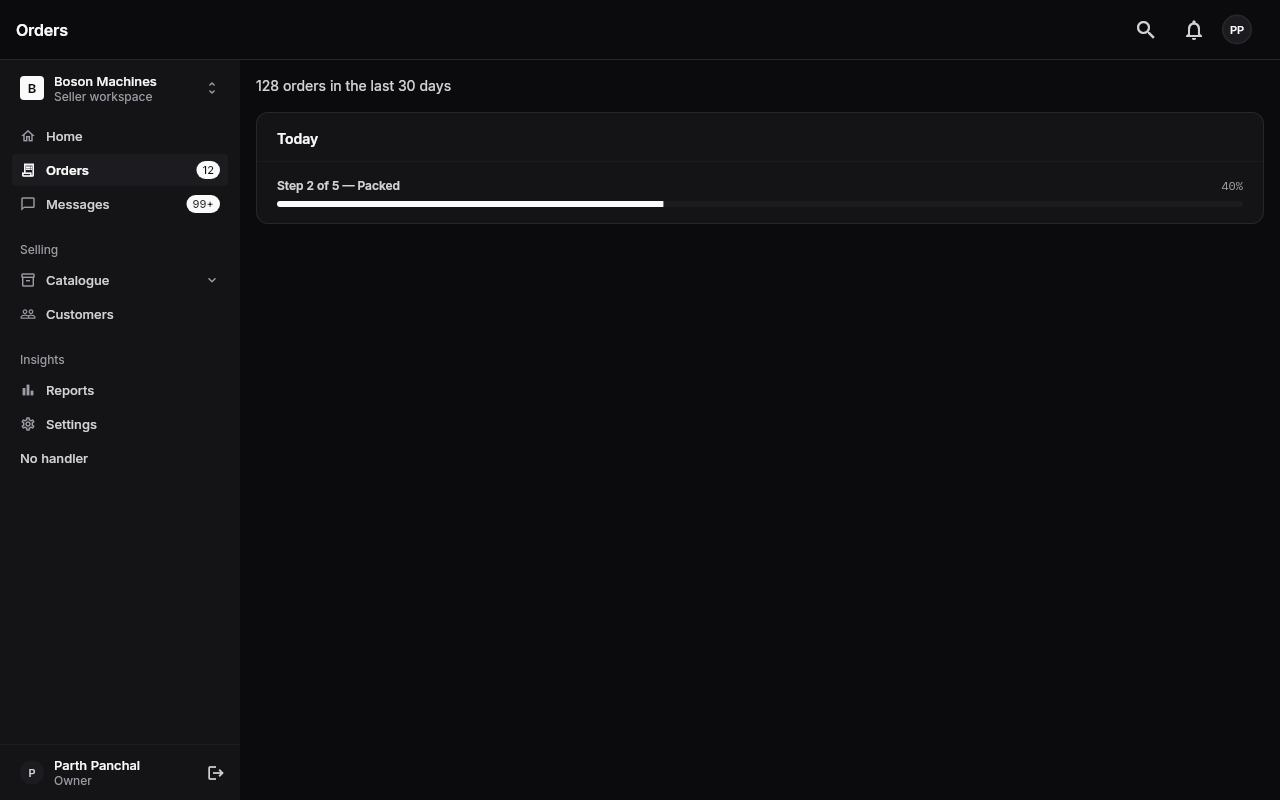 Orders
PP
B
Boson Machines
Seller workspace
Home
Orders 12
Messages 99+
Selling
Catalogue
Customers
Insights
Reports
Settings
No handler
P
Parth Panchal
Owner
128 orders in the last 30 days
Today
Step 2 of 5 — Packed 40%